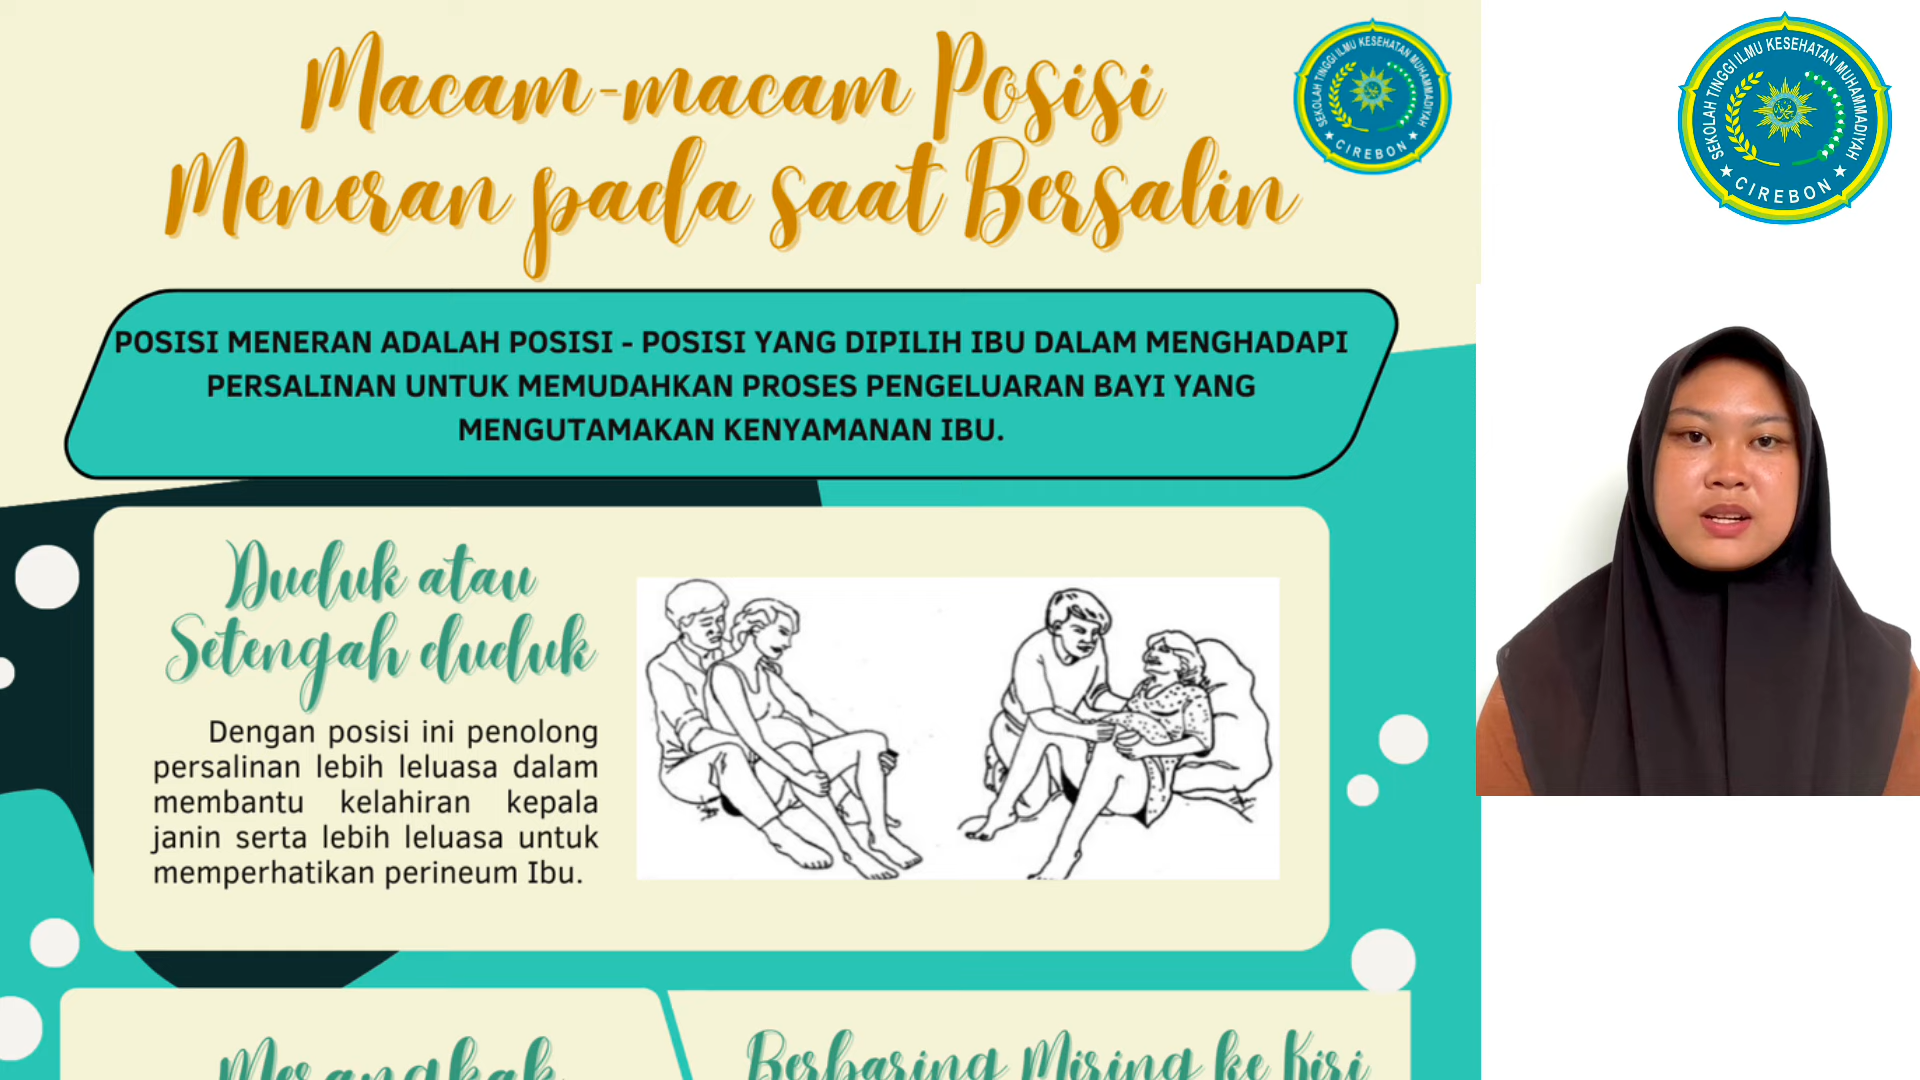 Macam-macam Posisi
Meneran pada saat Bersalin
SEKOLAH TINGGI ILMU KESEHATAN MUHAMMADIYAH
CIREBON
SEKOLAH TINGGI ILMU KESEHATAN MUHAMMADIYAH
CIREBON
POSISI MENERAN ADALAH POSISI - POSISI YANG DIPILIH IBU DALAM MENGHADAPI
PERSALINAN UNTUK MEMUDAHKAN PROSES PENGELUARAN BAYI YANG
MENGUTAMAKAN KENYAMANAN IBU.
Duduk atau
Setengah duduk
Dengan posisi ini penolong
persalinan lebih leluasa dalam
membantu kelahiran kepala
janin serta lebih leluasa untuk
memperhatikan perineum Ibu.
Merangkak
Berbaring Miring ke Kiri